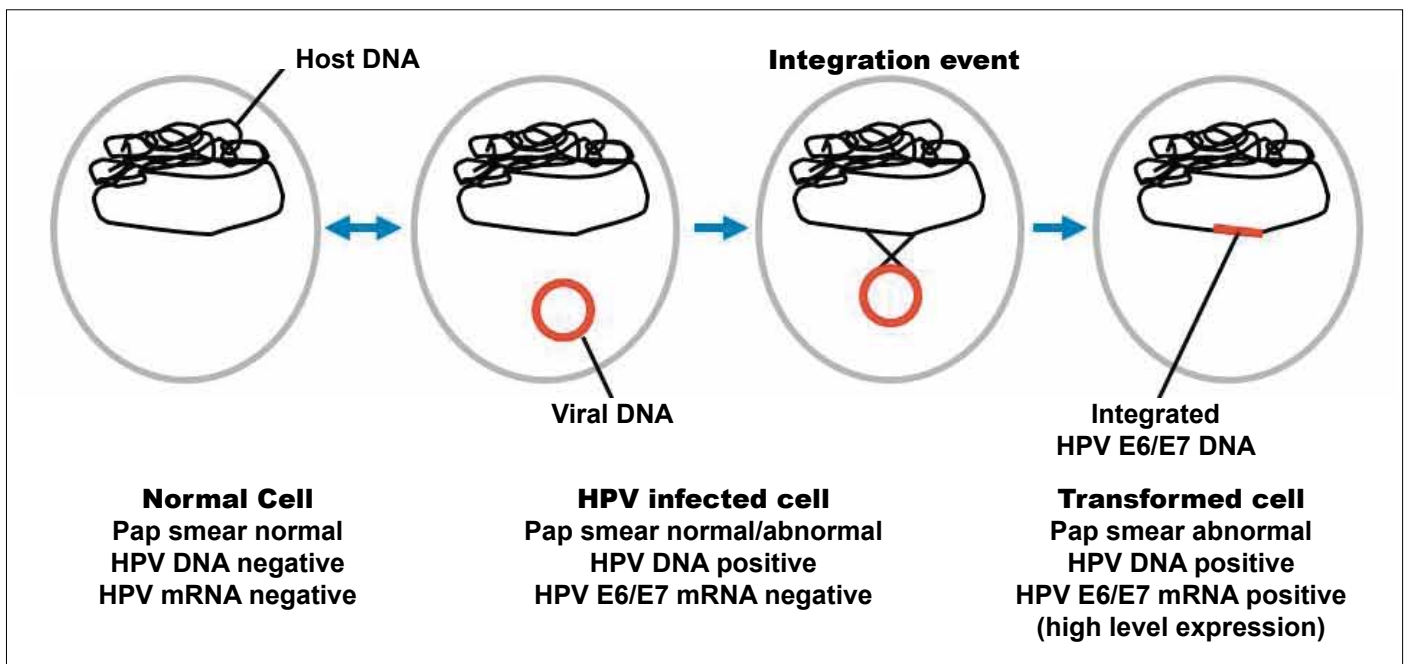 Host DNA
Integration event
Viral DNA
Integrated
HPV E6/E7 DNA
Normal Cell
Pap smear normal
HPV DNA negative
HPV mRNA negative
HPV infected cell
Pap smear normal/abnormal
HPV DNA positive
HPV E6/E7 mRNA negative
Transformed cell
Pap smear abnormal
HPV DNA positive
HPV E6/E7 mRNA positive
(high level expression)